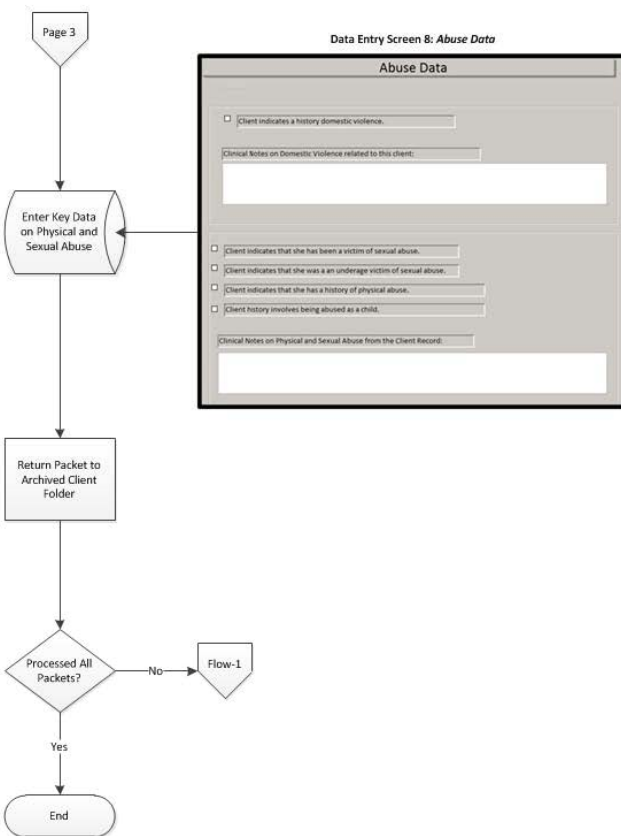 Page 3
Data Entry Screen 8: Abuse Data
Abuse Data
Client indicates a history domestic violence.
Clinical Notes on Domestic Violence related to this client:
Enter Key Data
on Physical and
Sexual Abuse
Client indicates that she has been a victim of sexual abuse.
Client indicates that she was a an underage victim of sexual abuse.
Client indicates that she has a history of physical abuse.
Client history involves being abused as a child.
Clinical Notes on Physical and Sexual Abuse from the Client Record:
Return Packet to
Archived Client
Folder
Processed All
Packets?
No
Flow-1
Yes
End